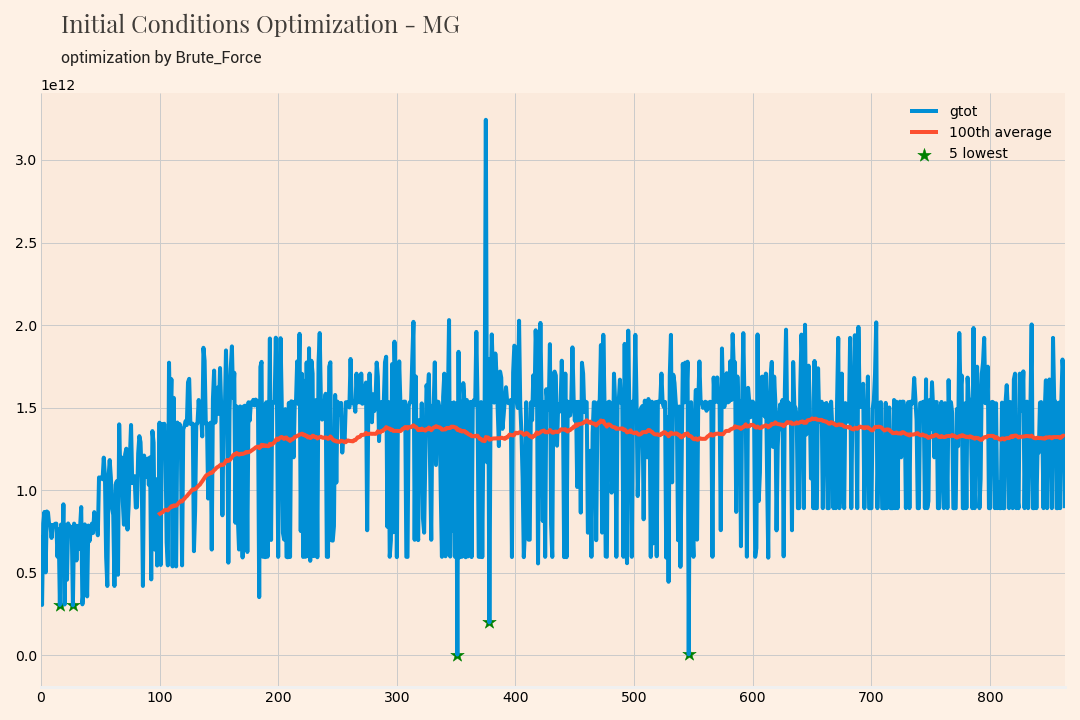 Initial Conditions Optimization - MG
optimization by Brute_Force
1e12
gtot
100th average
5 lowest
3.0
2.5
2.0
1.5
1.0
0.5
0.0
0 100 200 300 400 500 600 700 800